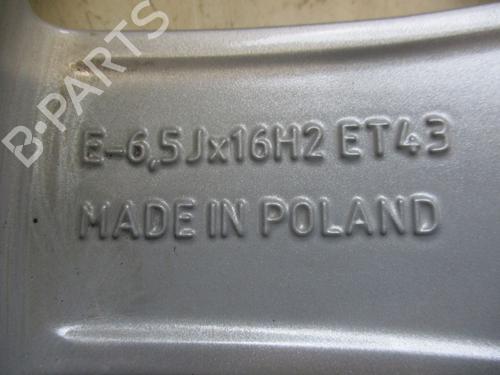 B-PARTS
E-6,5Jx16H2 ET43
MADE IN POLAND